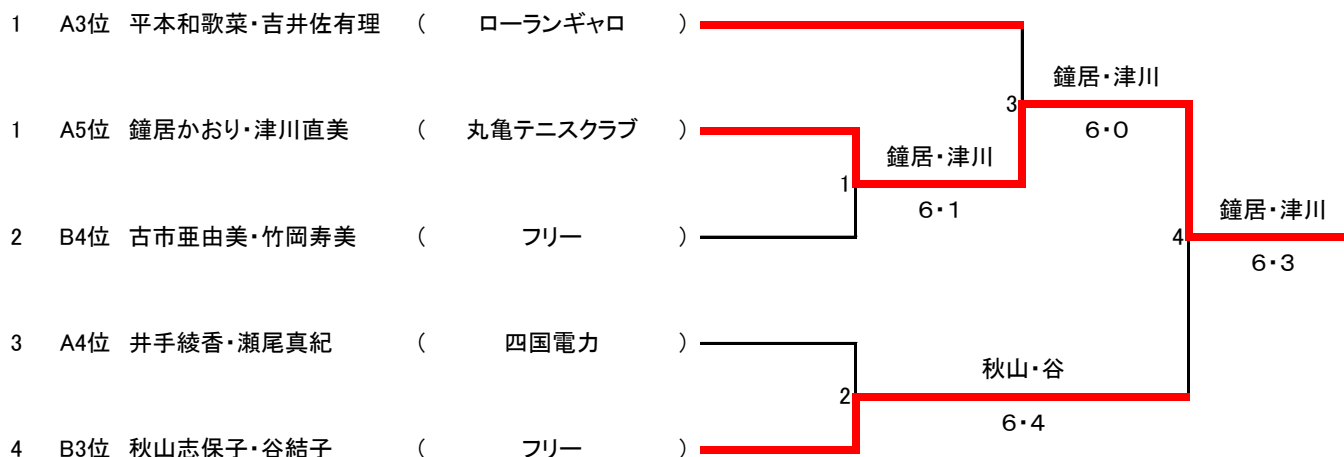 1 A3位 平本和歌菜・吉井佐有理 ( ローランギャロ )
鐘居・津川
3
6・0
1 A5位 鐘居かおり・津川直美 ( 丸亀テニスクラブ )
鐘居・津川
1
6・1
鐘居・津川
2 B4位 古市亜由美・竹岡寿美 ( フリー )
4
6・3
3 A4位 井手綾香・瀬尾真紀 ( 四国電力 )
秋山・谷
2
6・4
4 B3位 秋山志保子・谷結子 ( フリー )